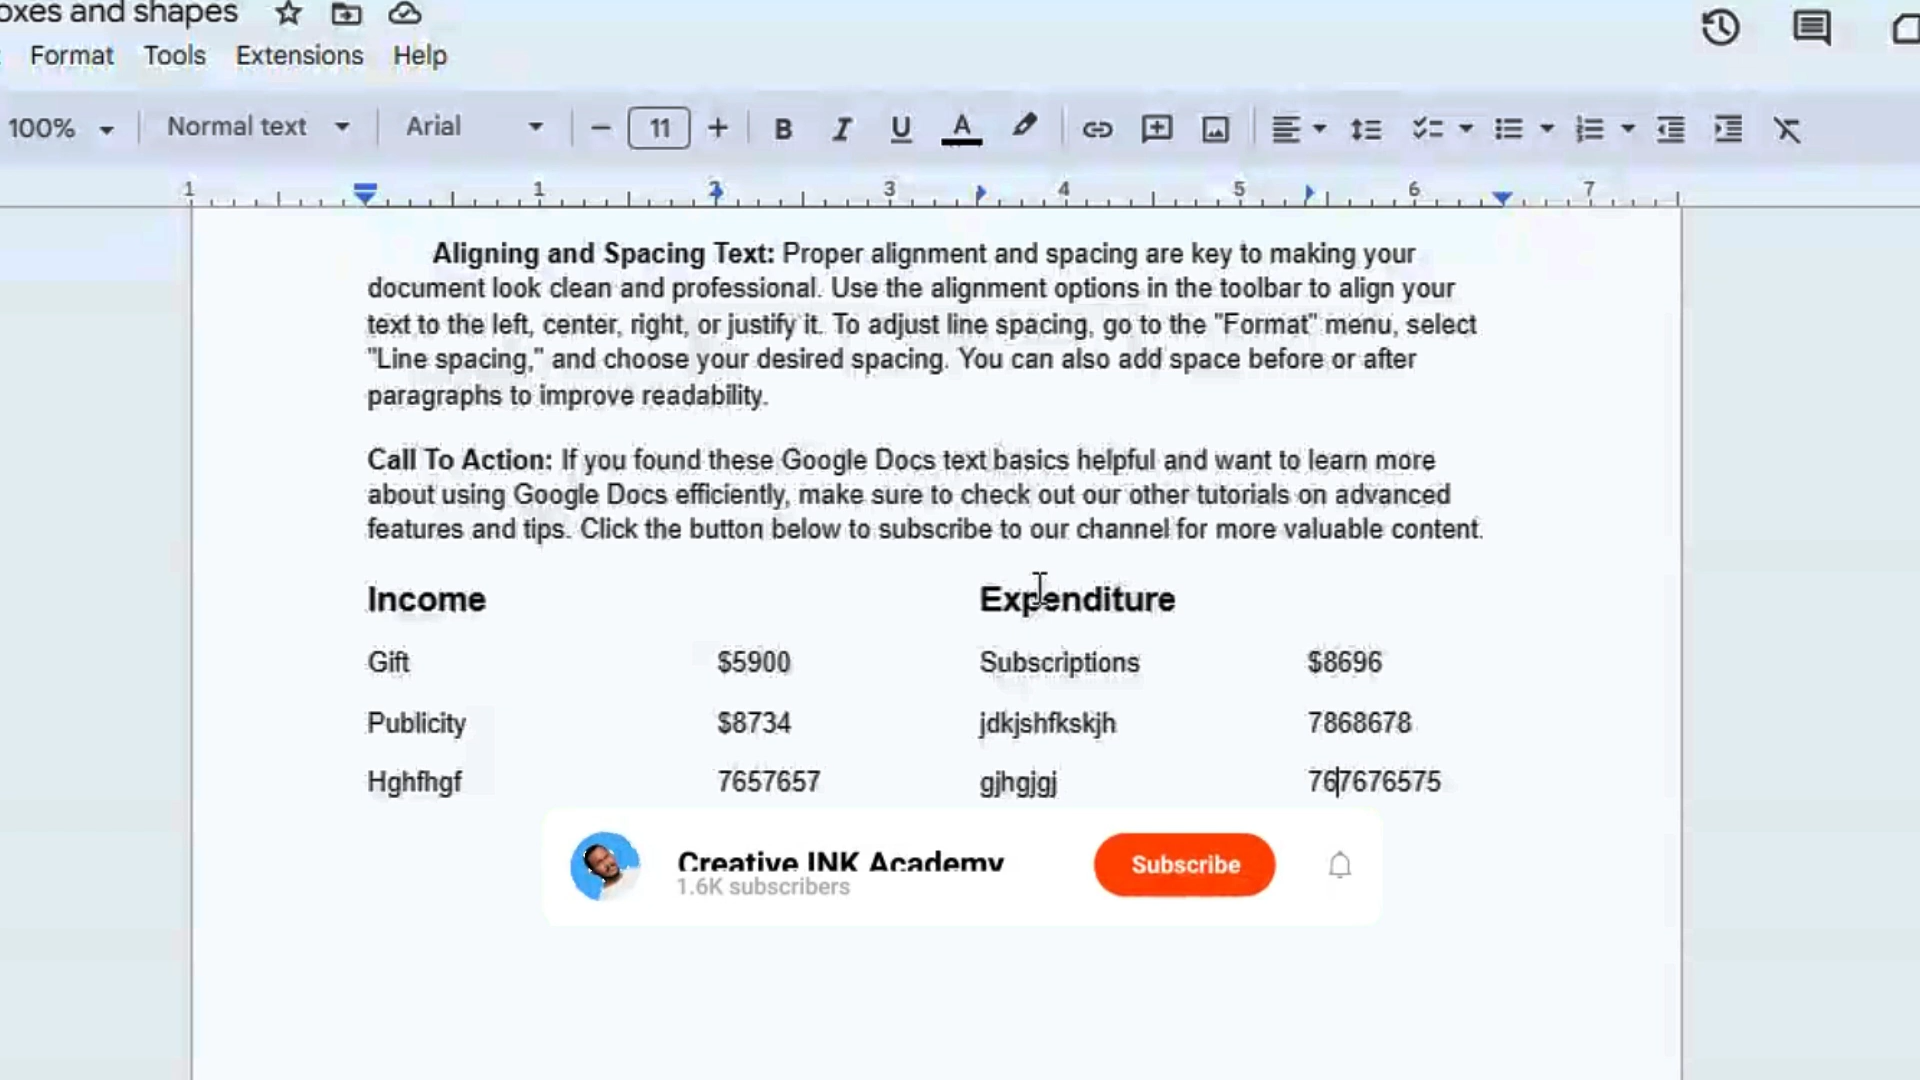 oxes and shapes
Format Tools Extensions Help
100% Normal text Arial 11 B I U A
1 1 2 3 4 5 6 7
Aligning and Spacing Text: Proper alignment and spacing are key to making your
document look clean and professional. Use the alignment options in the toolbar to align your
text to the left, center, right, or justify it. To adjust line spacing, go to the "Format" menu, select
"Line spacing," and choose your desired spacing. You can also add space before or after
paragraphs to improve readability.
Call To Action: If you found these Google Docs text basics helpful and want to learn more
about using Google Docs efficiently, make sure to check out our other tutorials on advanced
features and tips. Click the button below to subscribe to our channel for more valuable content.
Income Expenditure
Gift $5900 Subscriptions $8696
Publicity $8734 jdkjshfkskjh 7868678
Hghfhgf 7657657 gjhgjgj 767676575
Creative INK Academy Subscribe
1.6K subscribers